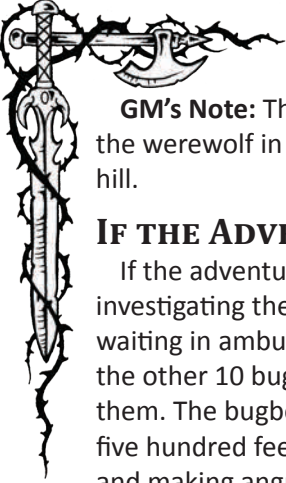 GM's Note: Th
the werewolf in
hill.
IF THE ADVE
If the adventu
investigating the
waiting in ambu
the other 10 bug
them. The bugbe
five hundred fee
and making angr